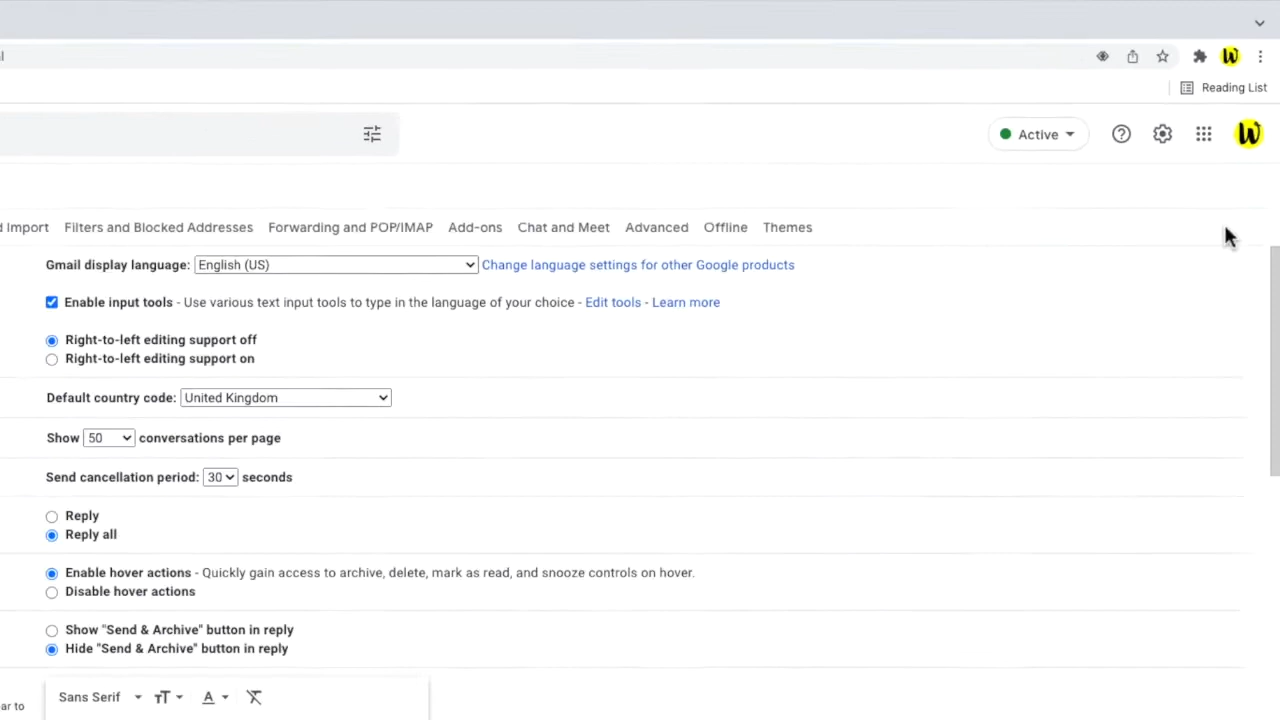 Reading List
Active
d Import Filters and Blocked Addresses Forwarding and POP/IMAP Add-ons Chat and Meet Advanced Offline Themes
Gmail display language: English (US) Change language settings for other Google products
Enable input tools - Use various text input tools to type in the language of your choice - Edit tools - Learn more
Right-to-left editing support off
Right-to-left editing support on
Default country code: United Kingdom
Show 50 conversations per page
Send cancellation period: 30 seconds
Reply
Reply all
Enable hover actions - Quickly gain access to archive, delete, mark as read, and snooze controls on hover.
Disable hover actions
Show "Send & Archive" button in reply
Hide "Send & Archive" button in reply
Sans Serif
ar to